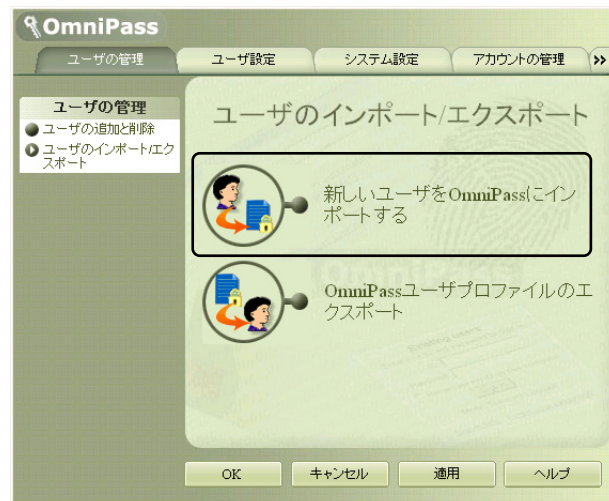 OmniPass
ユーザの管理
ユーザ設定
システム設定
アカウントの管理
ユーザの管理
ユーザの追加と削除
ユーザのインポート/エク
スポート
ユーザのインポート/エクスポート
新しいユーザをOmniPassにイン
ポートする
OmniPassユーザプロファイルのエ
クスポート
OK
キャンセル
適用
ヘルプ